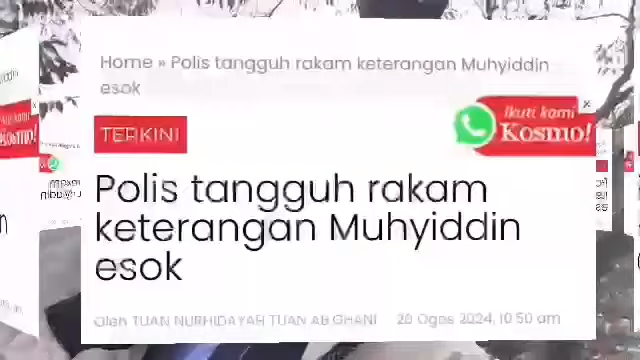 Home » Polis tangguh rakam keterangan Muhyiddin
esok
TERKINI
Ikuti kami
Kosmo!
Polis tangguh rakam
keterangan Muhyiddin
esok
Oleh TUAN NURHIDAYAH TUAN AB GHANI 20 Ogos 2024, 10:50 am